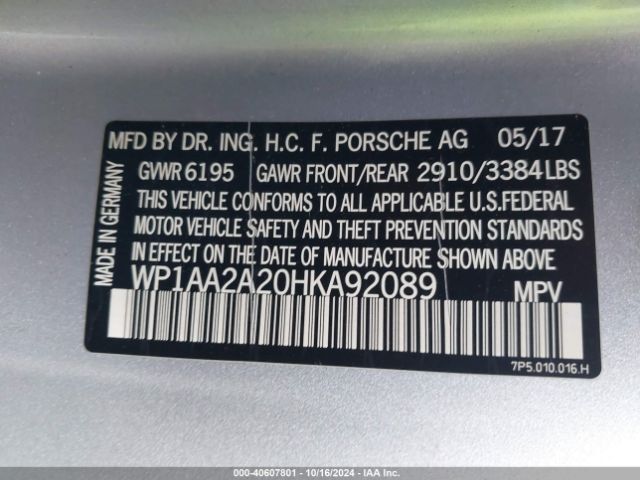 MFD BY DR. ING. H.C. F. PORSCHE AG 05/17
GVWR 6195 GAWR FRONT/REAR 2910/3384LBS
THIS VEHICLE CONFORMS TO ALL APPLICABLE U.S.FEDERAL
MOTOR VEHICLE SAFETY AND THEFT PREVENTION STANDARDS
IN EFFECT ON THE DATE OF MANUFACTURE SHOWN ABOVE
MADE IN GERMANY
WP1AA2A20HKA92089 MPV
7P5.010.016.H
000-40607801 - 10/16/2024 - IAA Inc.